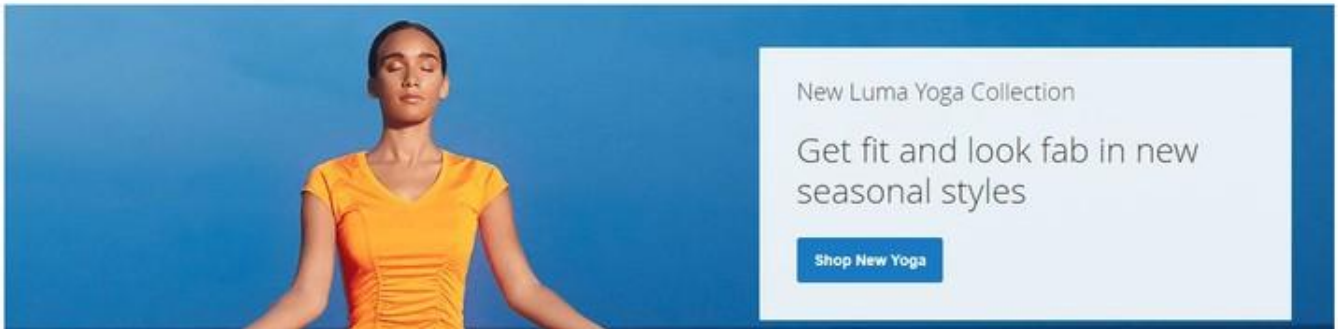 New Luma Yoga Collection
Get fit and look fab in new
seasonal styles
Shop New Yoga